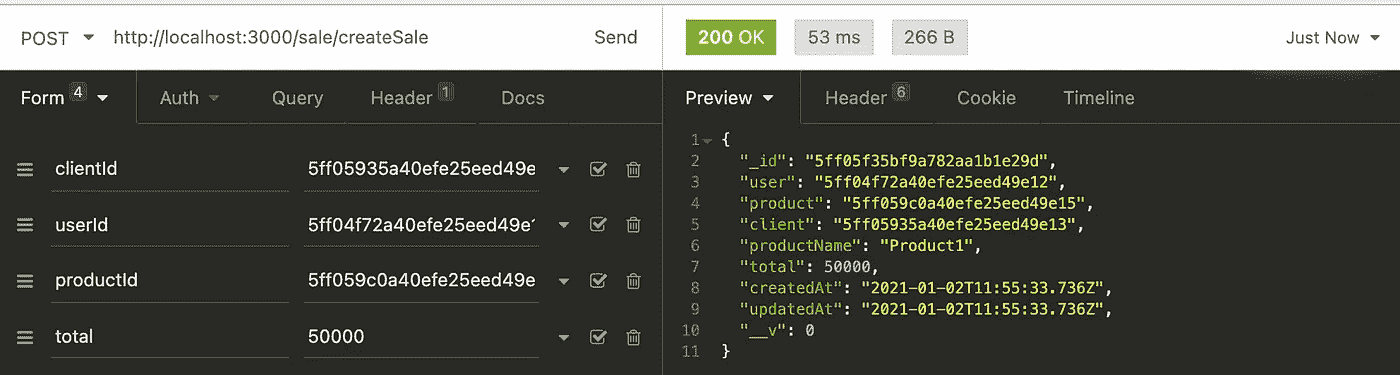 POST http://localhost:3000/sale/createSale Send
200 OK 53 ms 266 B Just Now
Form 4 Auth Query Header 1 Docs
clientId 5ff05935a40efe25eed49e
userId 5ff04f72a40efe25eed49e1
productId 5ff059c0a40efe25eed49e
total 50000
Preview Header 6 Cookie Timeline
1 {
2 "_id": "5ff05f35bf9a782aa1b1e29d",
3 "user": "5ff04f72a40efe25eed49e12",
4 "product": "5ff059c0a40efe25eed49e15",
5 "client": "5ff05935a40efe25eed49e13",
6 "productName": "Product1",
7 "total": 50000,
8 "createdAt": "2021-01-02T11:55:33.736Z",
9 "updatedAt": "2021-01-02T11:55:33.736Z",
10 "__v": 0
11 }